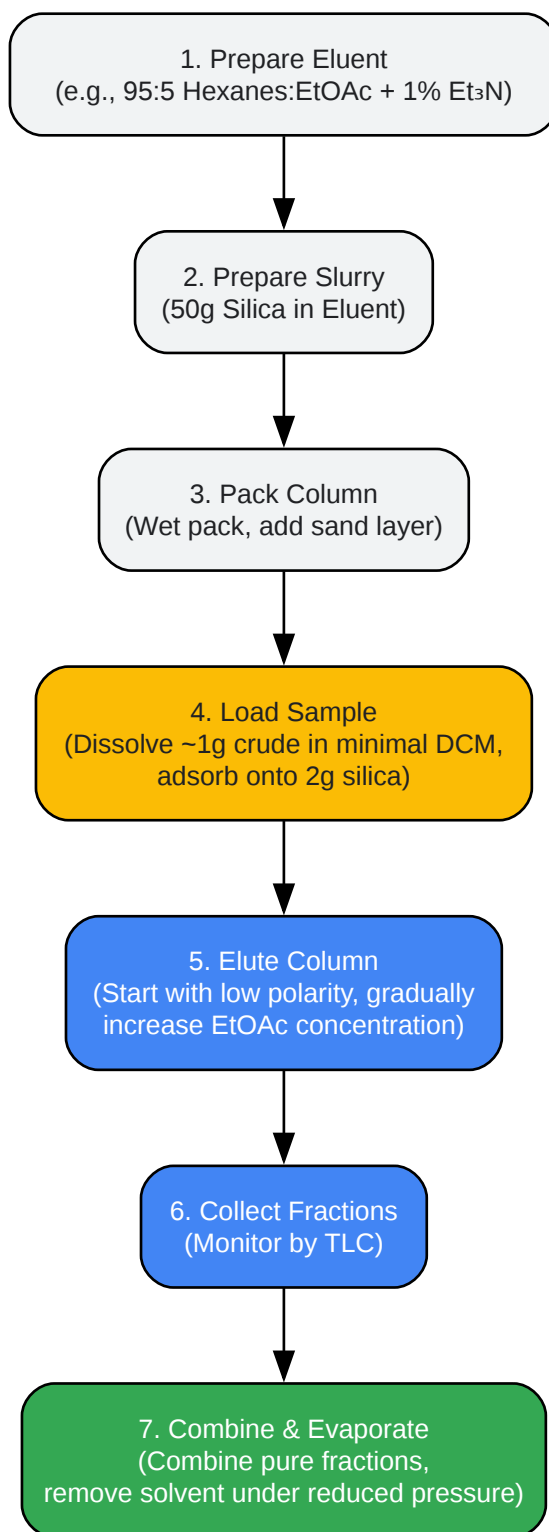 1. Prepare Eluent
(e.g., 95:5 Hexanes:EtOAc + 1% Et₃N)
2. Prepare Slurry
(50g Silica in Eluent)
3. Pack Column
(Wet pack, add sand layer)
4. Load Sample
(Dissolve ~1g crude in minimal DCM,
adsorb onto 2g silica)
5. Elute Column
(Start with low polarity, gradually
increase EtOAc concentration)
6. Collect Fractions
(Monitor by TLC)
7. Combine & Evaporate
(Combine pure fractions,
remove solvent under reduced pressure)